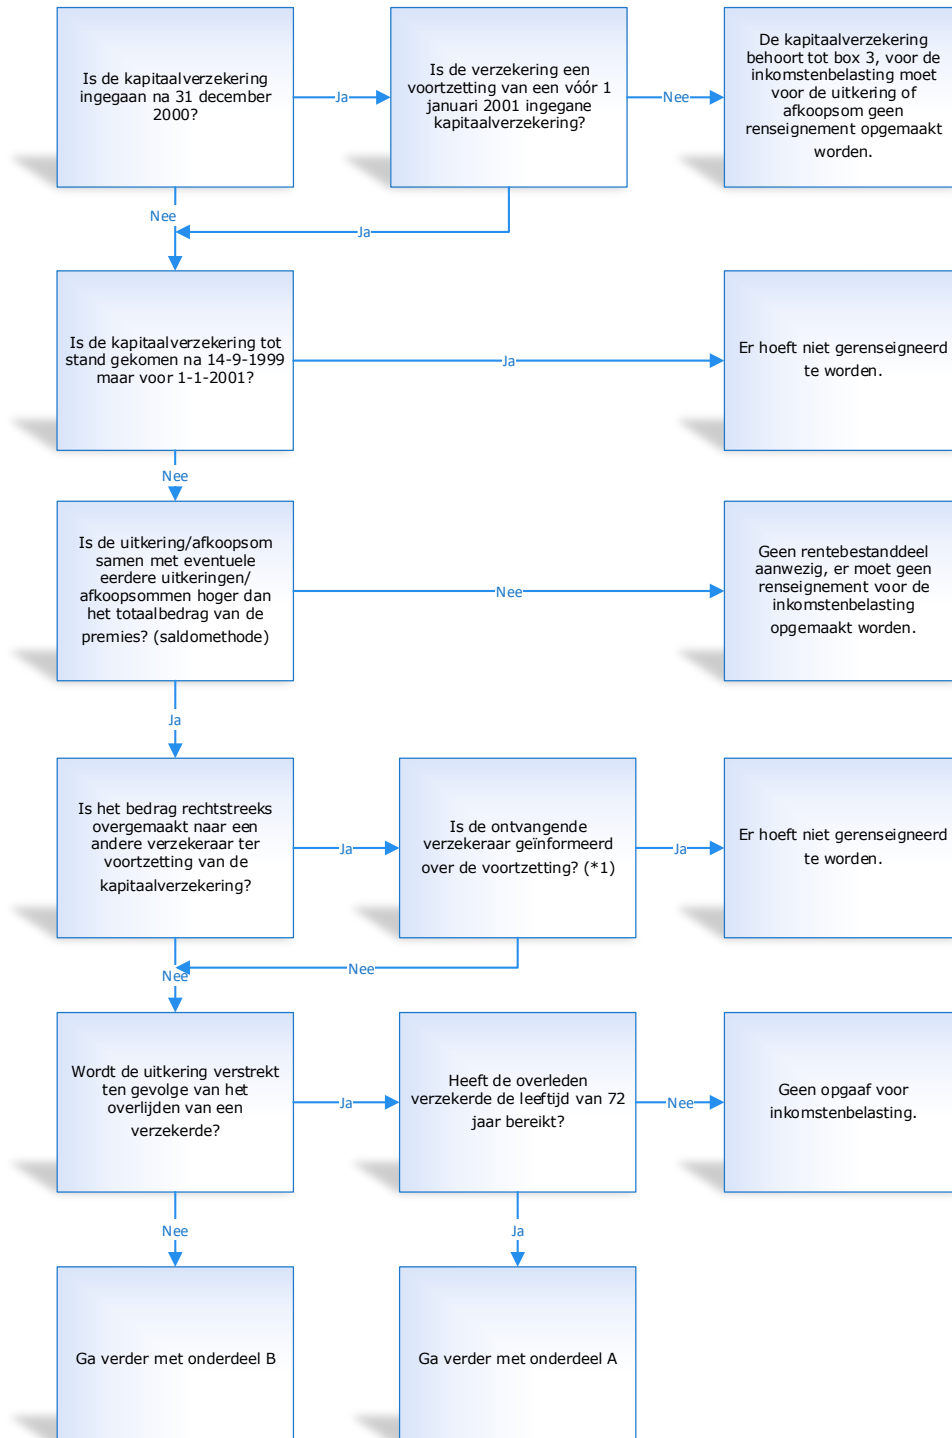 Is de kapitaalverzekering
ingegaan na 31 december
2000?
Ja
Is de verzekering een
voortzetting van een vóór 1
januari 2001 ingegane
kapitaalverzekering?
Nee
De kapitaalverzekering
behoort tot box 3, voor de
inkomstenbelasting moet
voor de uitkering of
afkoopsom geen
renseignement opgemaakt
worden.
Nee
Ja
Is de kapitaalverzekering tot
stand gekomen na 14-9-1999
maar voor 1-1-2001?
Ja
Er hoeft niet gerenseigneerd
te worden.
Nee
Is de uitkering/afkoopsom
samen met eventuele
eerdere uitkeringen/
afkoopsommen hoger dan
het totaalbedrag van de
premies? (saldomethode)
Nee
Geen rentebestanddeel
aanwezig, er moet geen
renseignement voor de
inkomstenbelasting
opgemaakt worden.
Ja
Is het bedrag rechtstreeks
overgemaakt naar een
andere verzekeraar ter
voortzetting van de
kapitaalverzekering?
Ja
Is de ontvangende
verzekeraar geïnformeerd
over de voortzetting? (*1)
Ja
Er hoeft niet gerenseigneerd
te worden.
Nee
Nee
Wordt de uitkering verstrekt
ten gevolge van het
overlijden van een
verzekerde?
Ja
Heeft de overleden
verzekerde de leeftijd van 72
jaar bereikt?
Nee
Geen opgaaf voor
inkomstenbelasting.
Nee
Ja
Ga verder met onderdeel B
Ga verder met onderdeel A